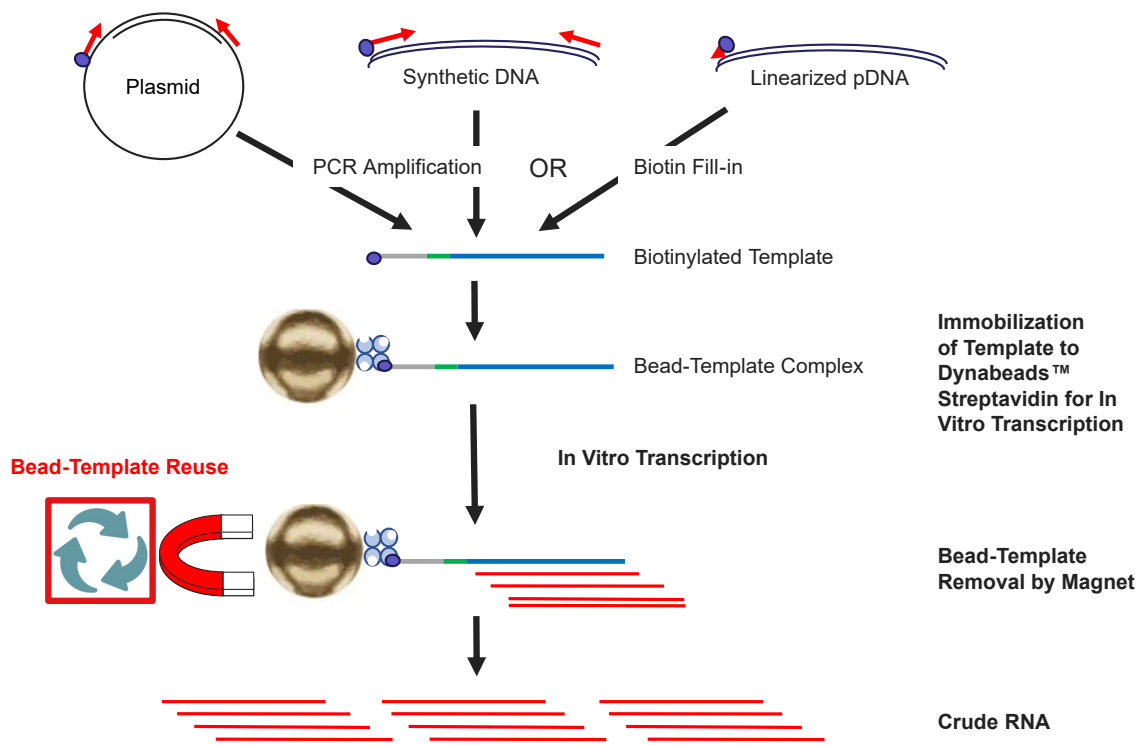 Plasmid
Synthetic DNA
Linearized pDNA
PCR Amplification
OR
Biotin Fill-in
Biotinylated Template
Immobilization
of Template to
Dynabeads™
Streptavidin for In
Vitro Transcription
Bead-Template Complex
In Vitro Transcription
Bead-Template Reuse
Bead-Template
Removal by Magnet
Crude RNA